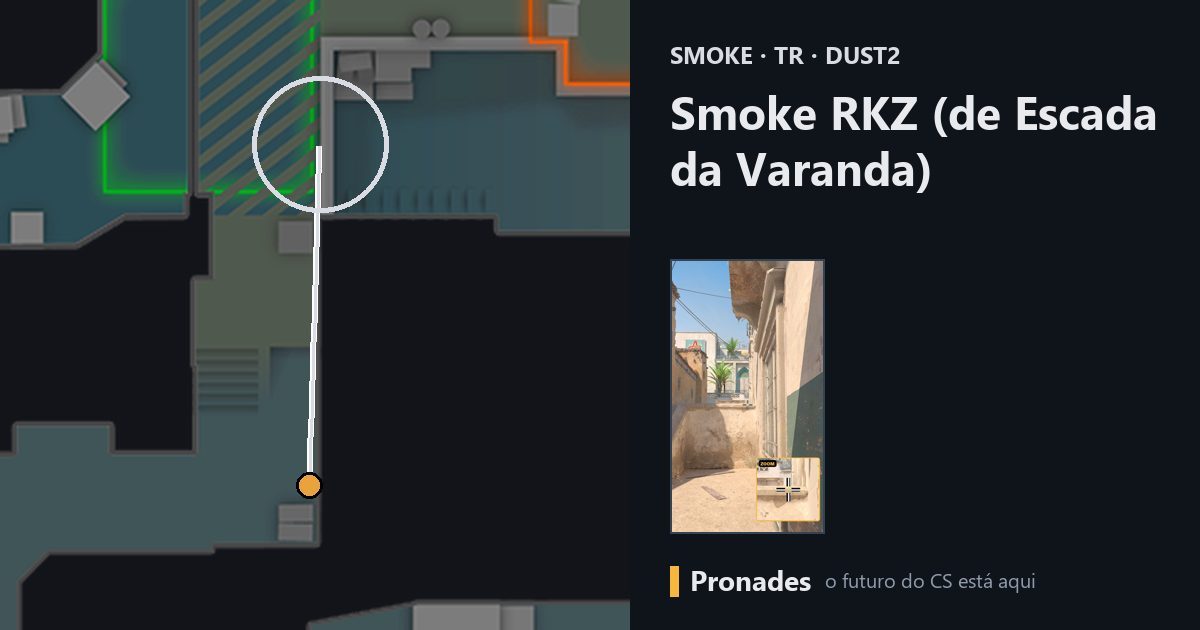 SMOKE · TR · DUST2
Smoke RKZ (de Escada
da Varanda)
ZOOM
Pronades o futuro do CS está aqui